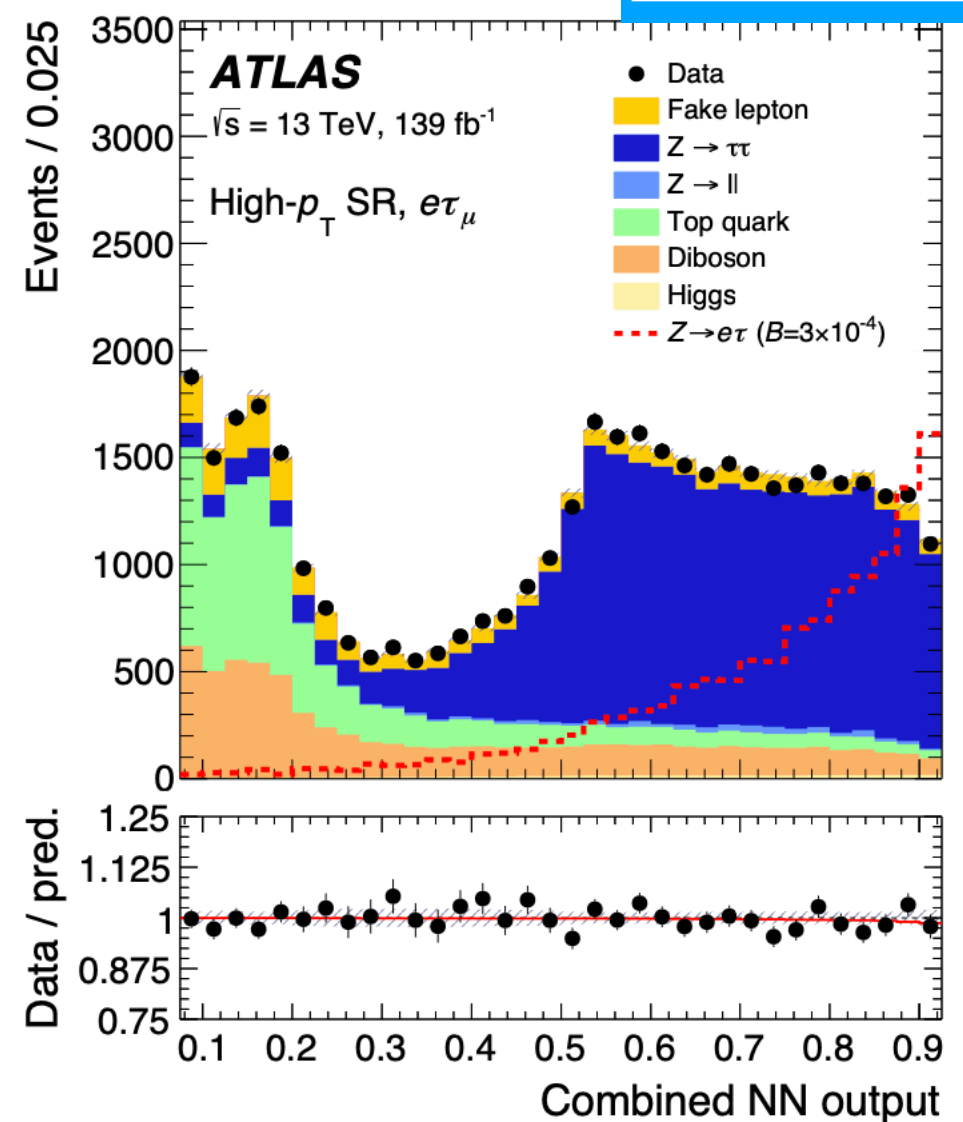 Events / 0.025
3500
3000
2500
2000
1500
1000
500
0
ATLAS
√s = 13 TeV, 139 fb⁻¹
High-p_T SR, eτ_μ
Data
Fake lepton
Z → ττ
Z → ll
Top quark
Diboson
Higgs
Z→eτ (B=3×10⁻⁴)
Data / pred.
1.25
1.125
1
0.875
0.75
0.1 0.2 0.3 0.4 0.5 0.6 0.7 0.8 0.9
Combined NN output